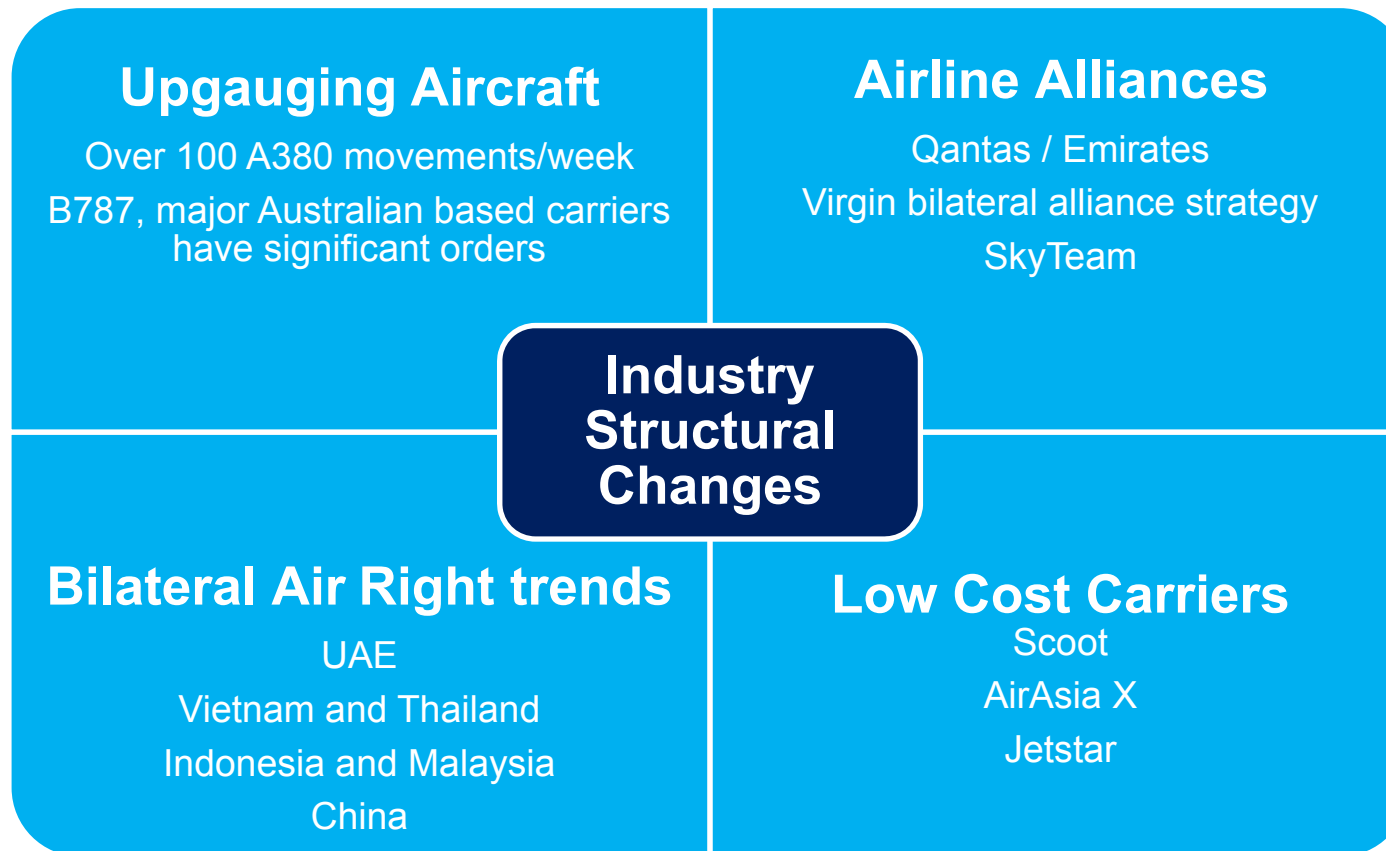 Upgauging Aircraft
Over 100 A380 movements/week
B787, major Australian based carriers
have significant orders
Airline Alliances
Qantas / Emirates
Virgin bilateral alliance strategy
SkyTeam
Industry
Structural
Changes
Bilateral Air Right trends
UAE
Vietnam and Thailand
Indonesia and Malaysia
China
Low Cost Carriers
Scoot
AirAsia X
Jetstar